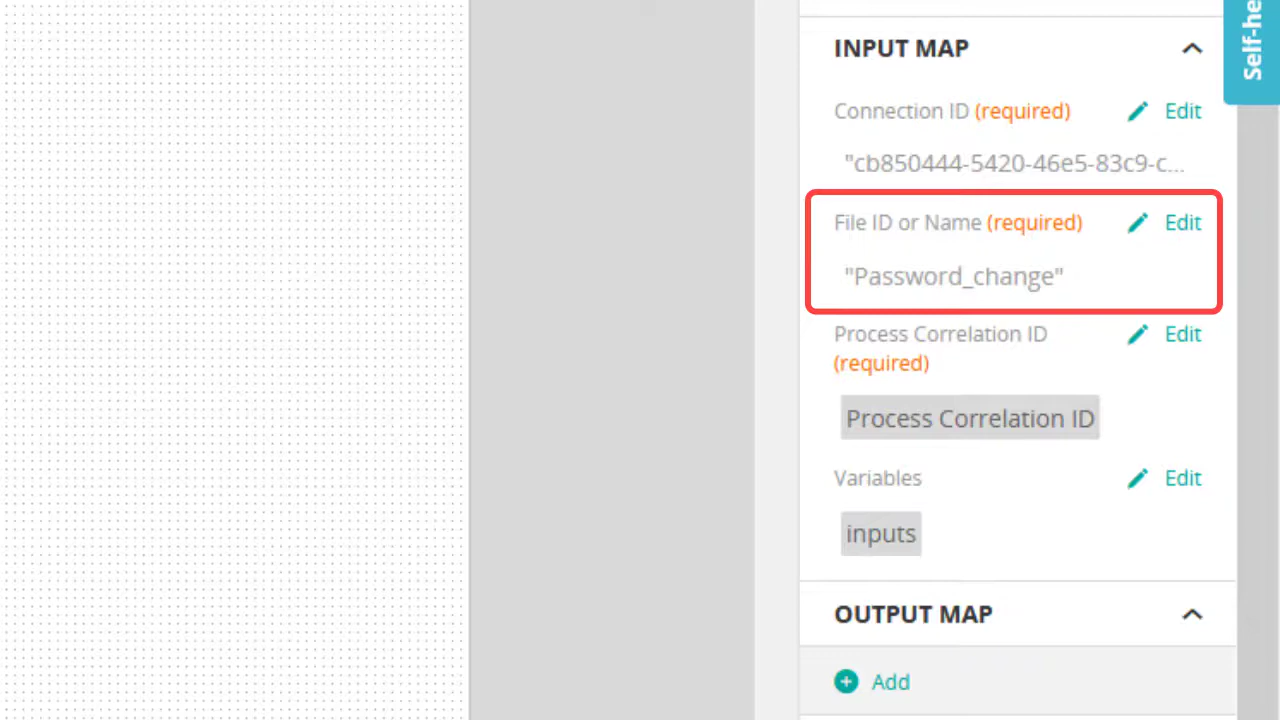 Self-he
INPUT MAP
Connection ID (required) Edit
"cb850444-5420-46e5-83c9-c...
File ID or Name (required) Edit
"Password_change"
Process Correlation ID Edit
(required)
Process Correlation ID
Variables Edit
inputs
OUTPUT MAP
Add